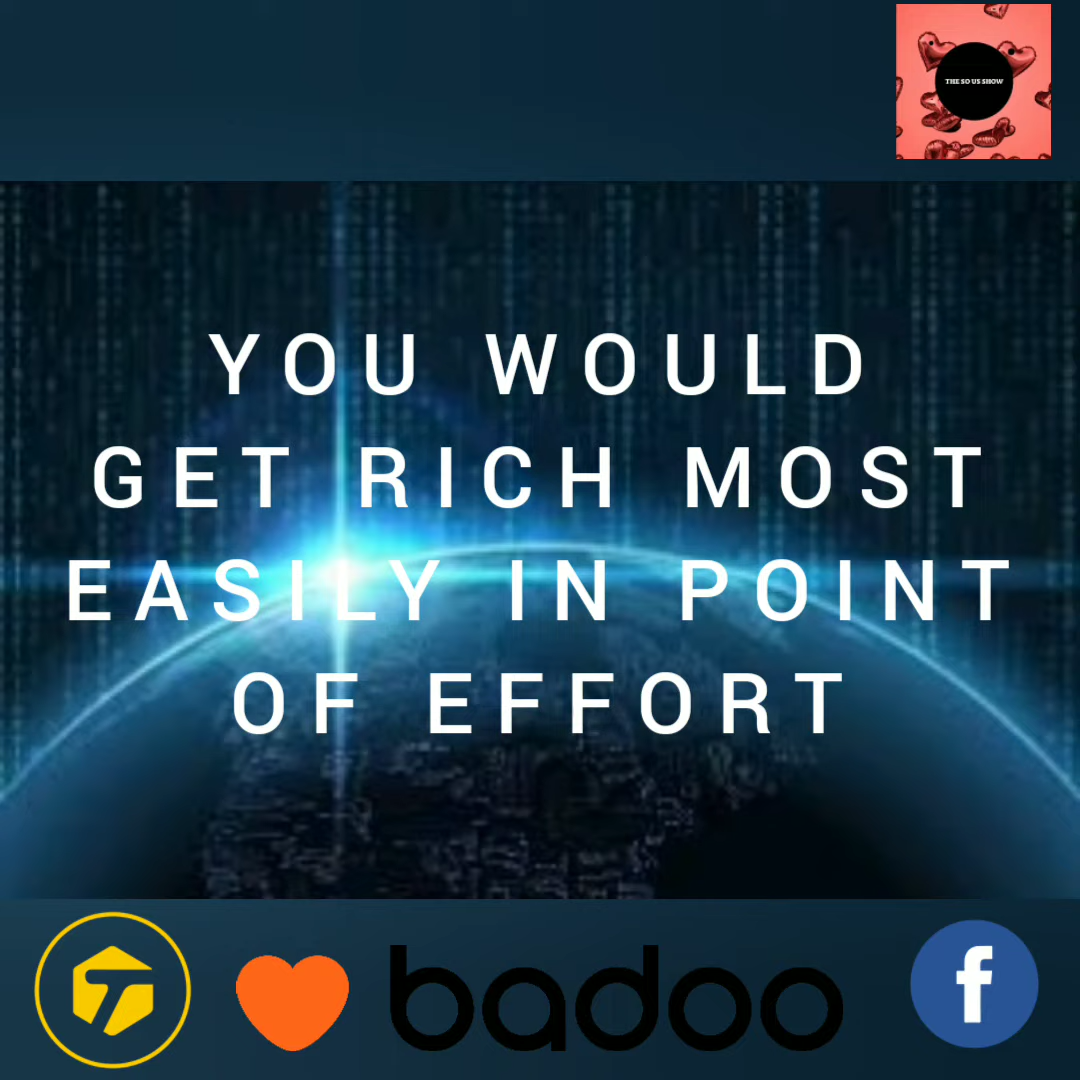 THE SO US SHOW
YOU WOULD
GET RICH MOST
EASILY IN POINT
OF EFFORT
badoo
f